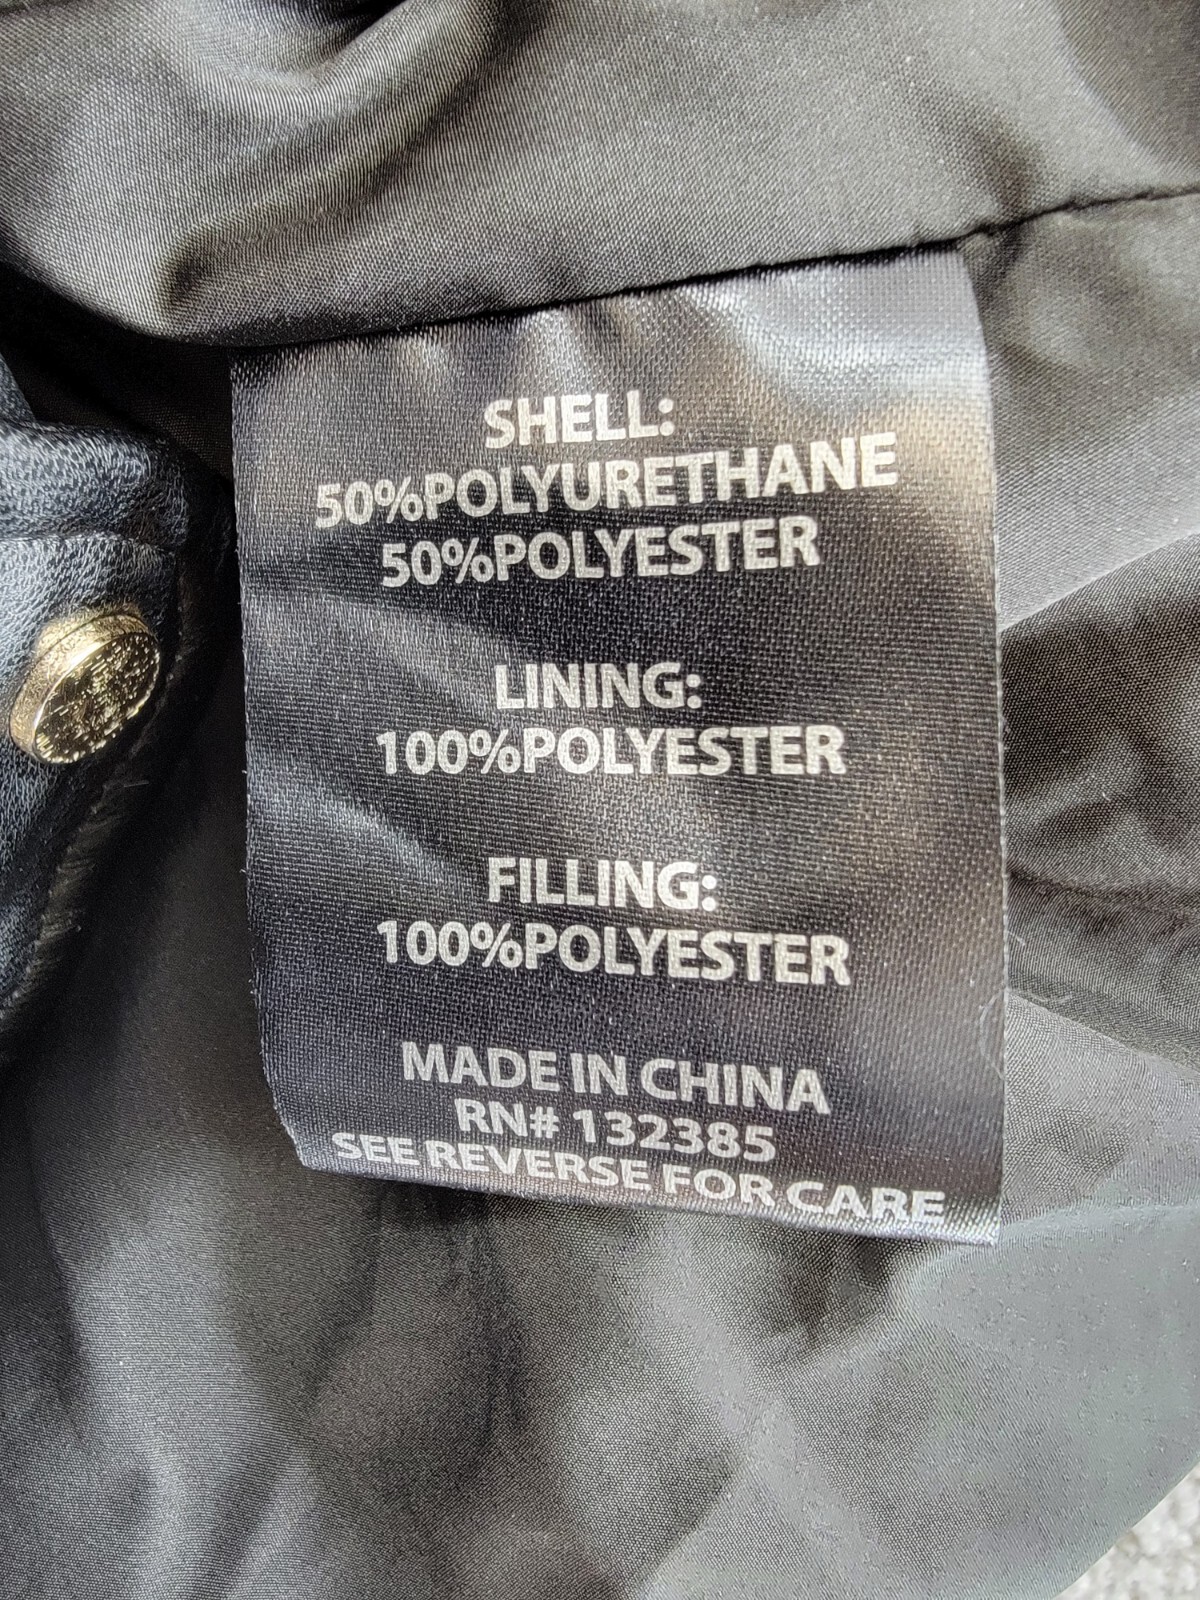 SHELL:
50%POLYURETHANE
50%POLYESTER
LINING:
100%POLYESTER
FILLING:
100%POLYESTER
MADE IN CHINA
RN# 132385
SEE REVERSE FOR CARE